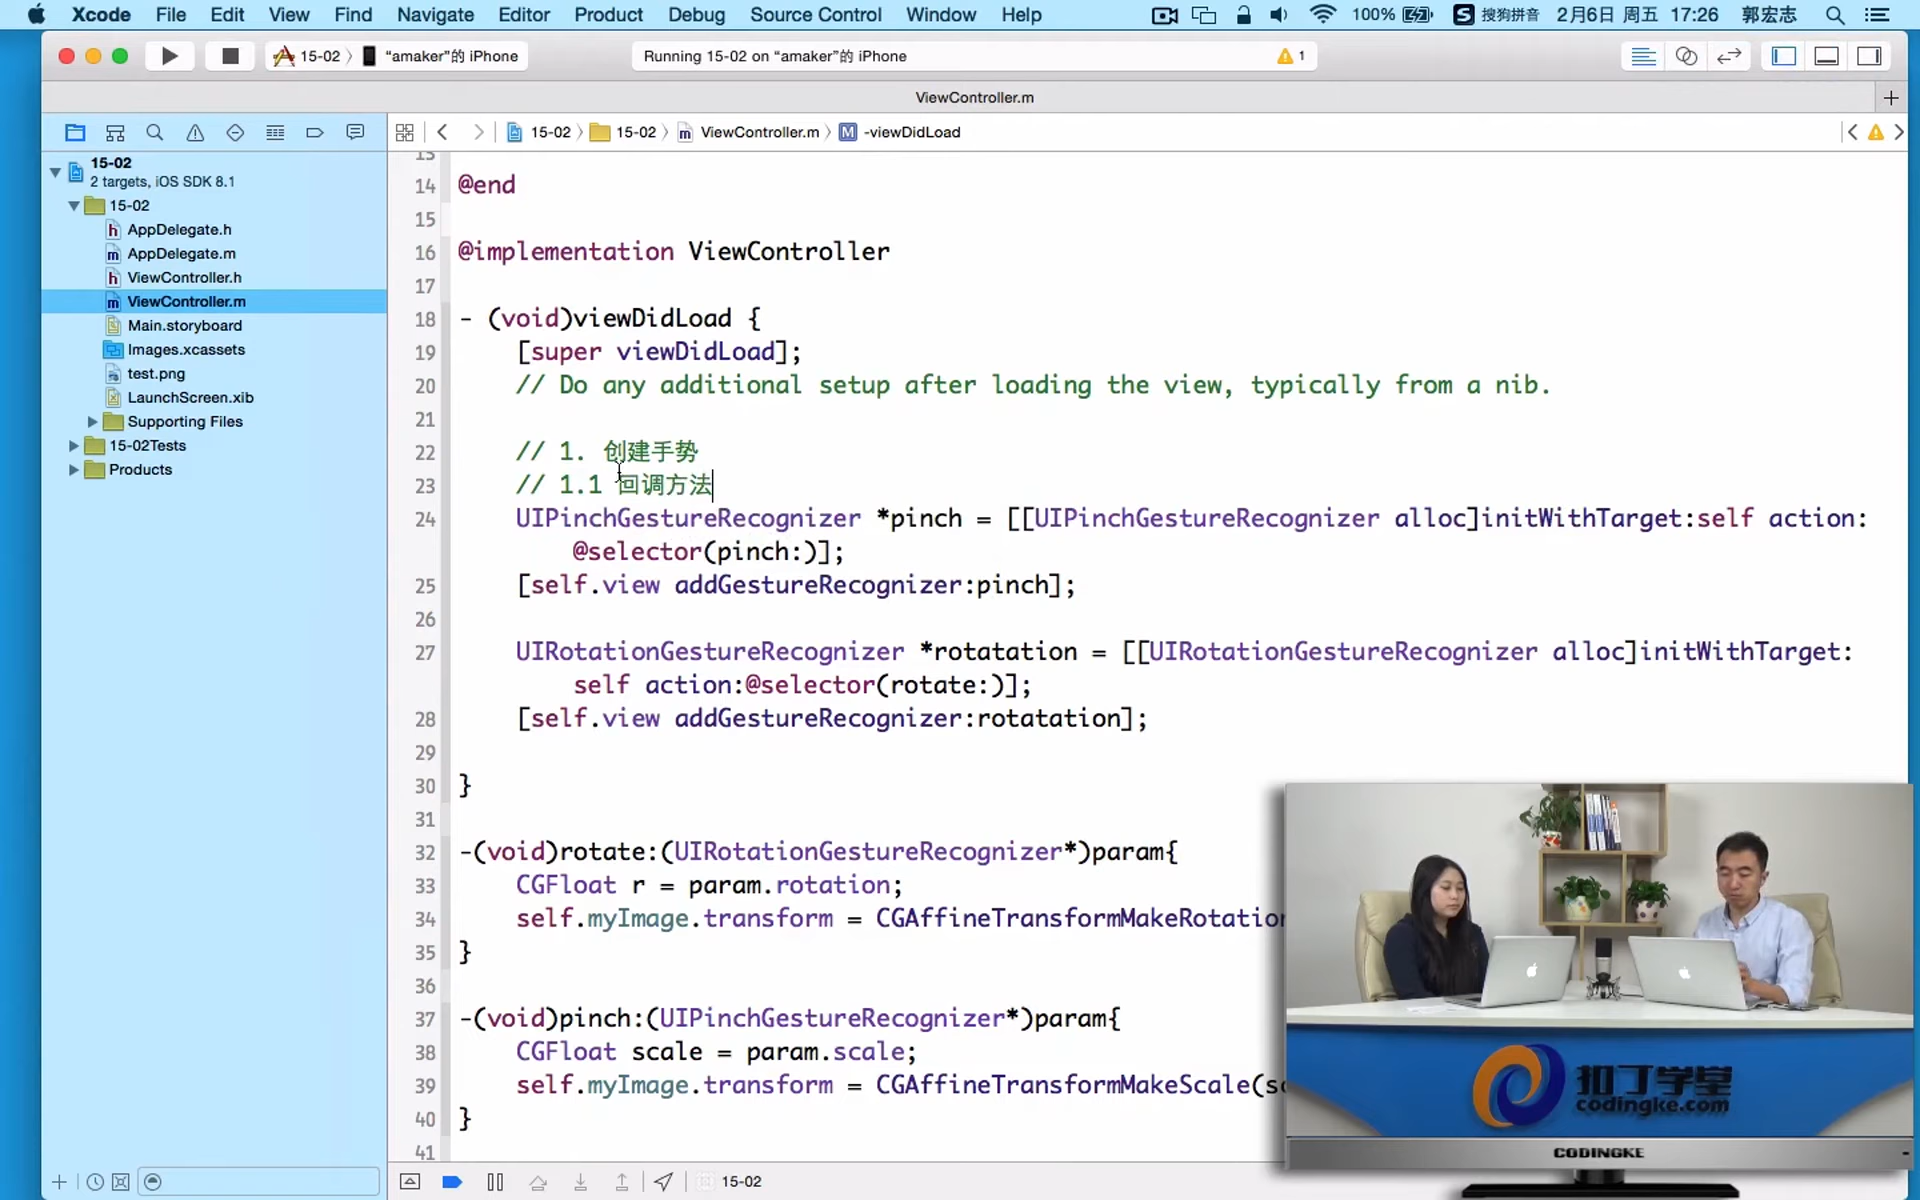 Xcode File Edit View Find Navigate Editor Product Debug Source Control Window Help 100% 搜狗拼音 2月6日 周五 17:26 郭宏志
15-02 〉 “amaker”的 iPhone Running 15-02 on “amaker”的 iPhone 1
ViewController.m
15-02 〉 15-02 〉 ViewController.m 〉 M -viewDidLoad
15-02
2 targets, iOS SDK 8.1
15-02
AppDelegate.h
AppDelegate.m
ViewController.h
ViewController.m
Main.storyboard
Images.xcassets
test.png
LaunchScreen.xib
Supporting Files
15-02Tests
Products
13
14 @end
15
16 @implementation ViewController
17
18 - (void)viewDidLoad {
19 [super viewDidLoad];
20 // Do any additional setup after loading the view, typically from a nib.
21
22 // 1. 创建手势
23 // 1.1 回调方法
24 UIPinchGestureRecognizer *pinch = [[UIPinchGestureRecognizer alloc]initWithTarget:self action:
@selector(pinch:)];
25 [self.view addGestureRecognizer:pinch];
26
27 UIRotationGestureRecognizer *rotatation = [[UIRotationGestureRecognizer alloc]initWithTarget:
self action:@selector(rotate:)];
28 [self.view addGestureRecognizer:rotatation];
29
30 }
31
32 -(void)rotate:(UIRotationGestureRecognizer*)param{
33 CGFloat r = param.rotation;
34 self.myImage.transform = CGAffineTransformMakeRotation
35 }
36
37 -(void)pinch:(UIPinchGestureRecognizer*)param{
38 CGFloat scale = param.scale;
39 self.myImage.transform = CGAffineTransformMakeScale(sc
40 }
41
15-02
扣丁学堂
codingke.com
CODINGKE